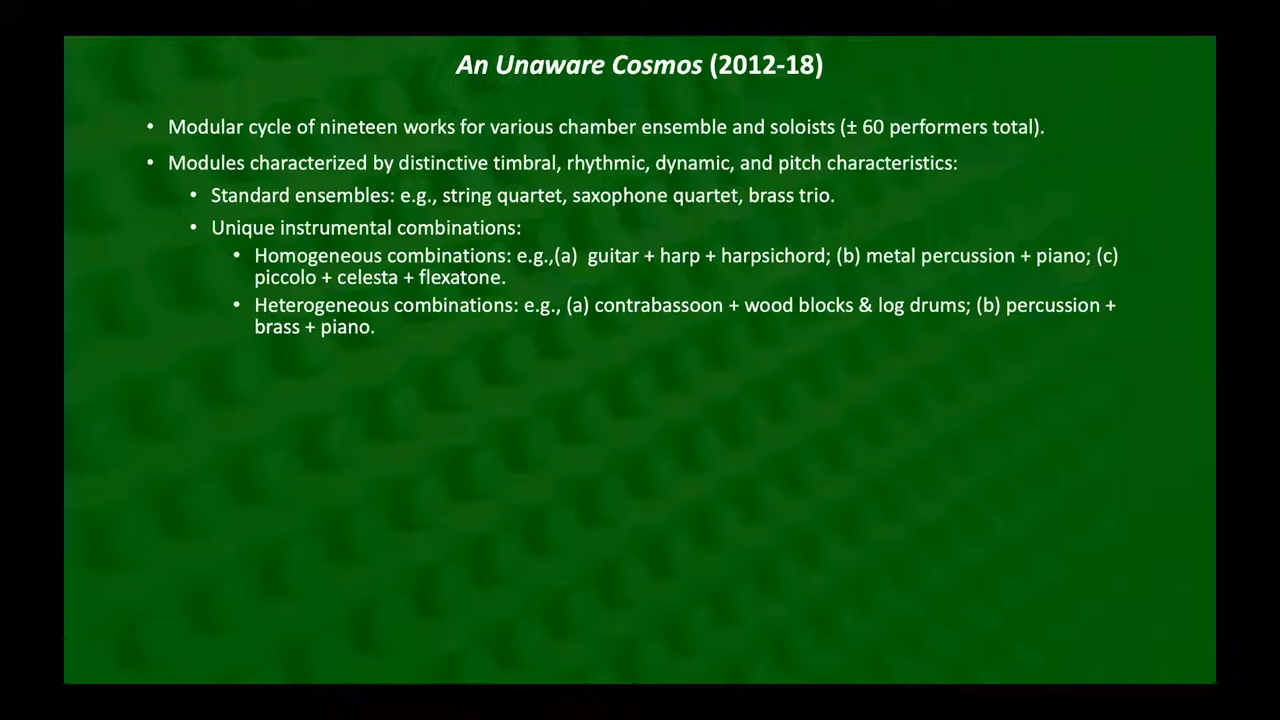 An Unaware Cosmos (2012-18)
• Modular cycle of nineteen works for various chamber ensemble and soloists (± 60 performers total).
• Modules characterized by distinctive timbral, rhythmic, dynamic, and pitch characteristics:
• Standard ensembles: e.g., string quartet, saxophone quartet, brass trio.
• Unique instrumental combinations:
• Homogeneous combinations: e.g.,(a)  guitar + harp + harpsichord; (b) metal percussion + piano; (c)
piccolo + celesta + flexatone.
• Heterogeneous combinations: e.g., (a) contrabassoon + wood blocks & log drums; (b) percussion +
brass + piano.